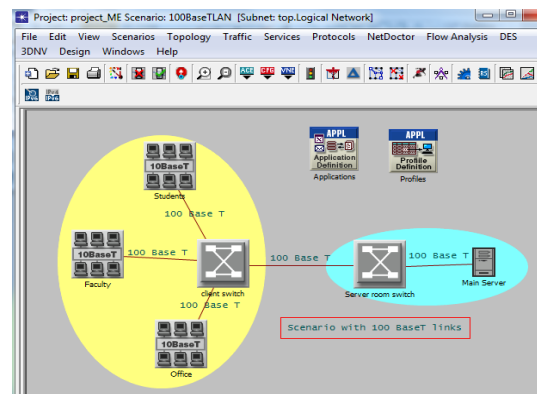 Project: project_ME Scenario: 100BaseTLAN [Subnet: top.Logical Network]
File Edit View Scenarios Topology Traffic Services Protocols NetDoctor Flow Analysis DES
3DNV Design Windows Help
ACE
VNE
IPv6
APPL
Application
Definition
Applications
APPL
Profile
Definition
Profiles
10BaseT
Students
100 Base T
10BaseT
Faculty
100 Base T
client switch
100 Base T
Server room switch
100 Base T
Main Server
100 Base T
10BaseT
Office
Scenario with 100 BaseT links